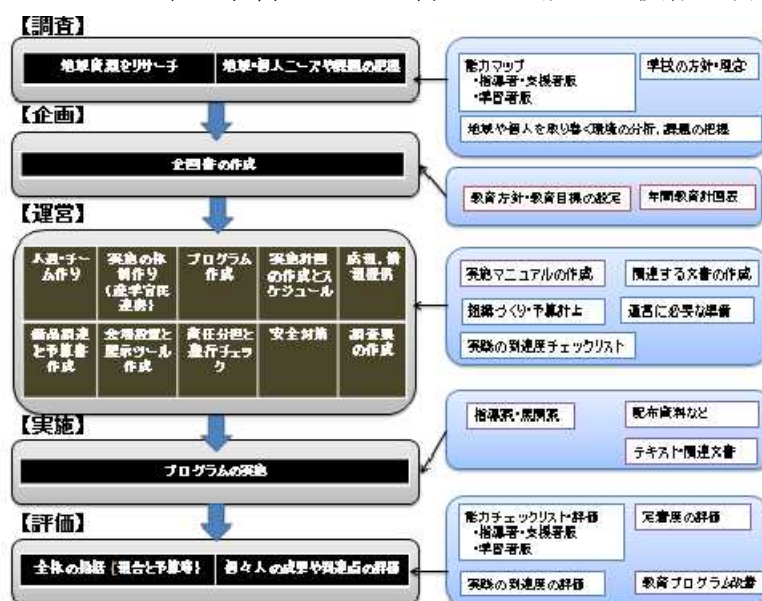 【調査】
地域資源をリサーチ
地域・個人ニーズや課題の把握
能力マップ
・指導者・支援者版
・学習者版
学校の方針・理念
地域や個人を取り巻く環境の分析,課題の把握
【企画】
企画書の作成
教育方針・教育目標の設定
年間教育計画表
【運営】
人選・チーム作り
実施の体制作り(産学官民連携)
プログラム作成
実施計画の作成とスケジュール
広報,情報提供
備品調達と予算書作成
会場設置と展示ツール作成
責任分担と進行チェック
安全対策
調査票の作成
実施マニュアルの作成
関連する文書の作成
組織づくり・予算計上
運営に必要な準備
実践の到達度チェックリスト
【実施】
プログラムの実施
指導案・展開案
配布資料など
テキスト・関連文書
【評価】
全体の総括
個々人の成果や到達点の評価
能力チェックリスト・評価
・指導者・支援者版
・学習者版
定着度の評価
実践の到達度の評価
教育プログラム改善